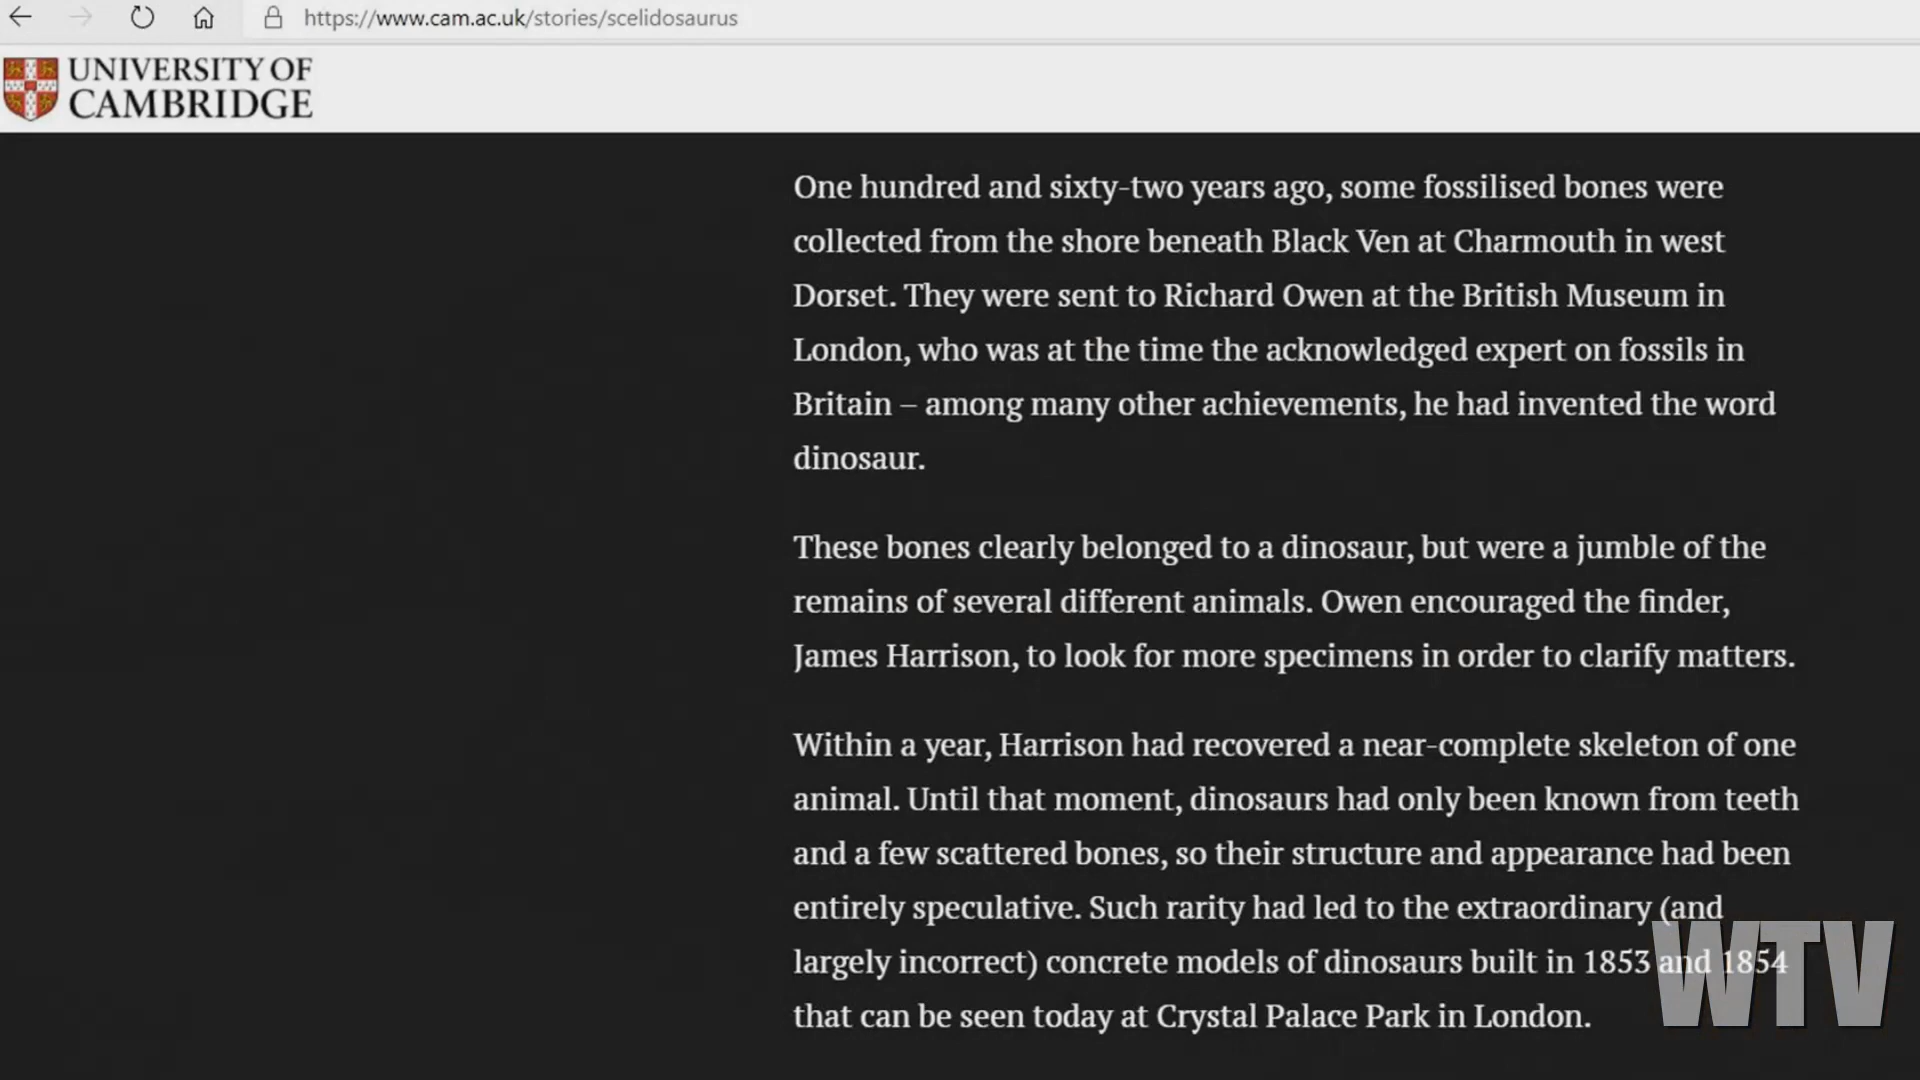 https://www.cam.ac.uk/stories/scelidosaurus
UNIVERSITY OF
CAMBRIDGE
One hundred and sixty-two years ago, some fossilised bones were
collected from the shore beneath Black Ven at Charmouth in west
Dorset. They were sent to Richard Owen at the British Museum in
London, who was at the time the acknowledged expert on fossils in
Britain – among many other achievements, he had invented the word
dinosaur.
These bones clearly belonged to a dinosaur, but were a jumble of the
remains of several different animals. Owen encouraged the finder,
James Harrison, to look for more specimens in order to clarify matters.
Within a year, Harrison had recovered a near-complete skeleton of one
animal. Until that moment, dinosaurs had only been known from teeth
and a few scattered bones, so their structure and appearance had been
entirely speculative. Such rarity had led to the extraordinary (and
largely incorrect) concrete models of dinosaurs built in 1853 and 1854
that can be seen today at Crystal Palace Park in London.
WTV